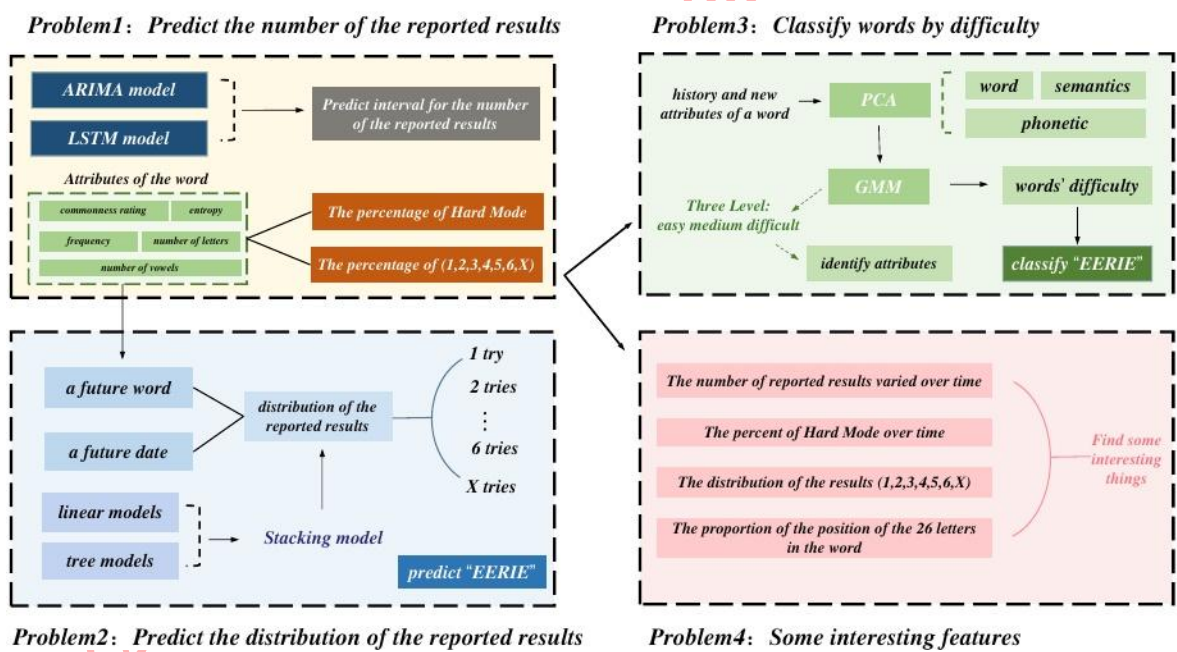 Problem1: Predict the number of the reported results
ARIMA model
LSTM model
Predict interval for the number
of the reported results
Attributes of the word
commonness rating
entropy
frequency
number of letters
number of vowels
The percentage of Hard Mode
The percentage of (1,2,3,4,5,6,X)
a future word
a future date
distribution of the
reported results
1 try
2 tries
⋮
6 tries
X tries
linear models
tree models
Stacking model
predict “EERIE”
Problem2: Predict the distribution of the reported results
Problem3: Classify words by difficulty
history and new
attributes of a word
PCA
word
semantics
phonetic
GMM
words' difficulty
Three Level:
easy medium difficult
identify attributes
classify “EERIE”
The number of reported results varied over time
The percent of Hard Mode over time
The distribution of the results (1,2,3,4,5,6,X)
The proportion of the position of the 26 letters
in the word
Find some
interesting
things
Problem4: Some interesting features